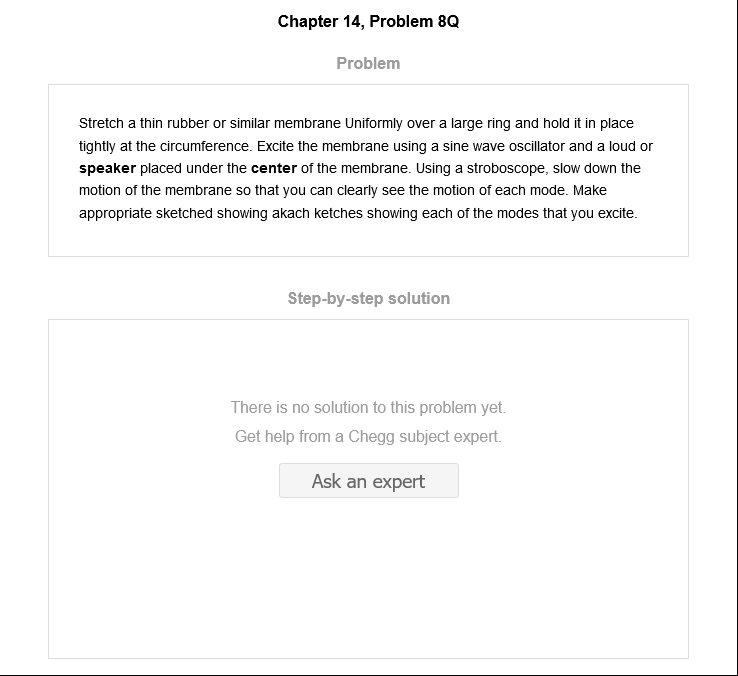 Chapter 14, Problem 8Q
Problem
Stretch a thin rubber or similar membrane Uniformly over a large ring and hold it in place
tightly at the circumference. Excite the membrane using a sine wave oscillator and a loud or
speaker placed under the center of the membrane. Using a stroboscope, slow down the
motion of the membrane so that you can clearly see the motion of each mode. Make
appropriate sketched showing akach ketches showing each of the modes that you excite.
Step-by-step solution
There is no solution to this problem yet.
Get help from a Chegg subject expert.
Ask an expert